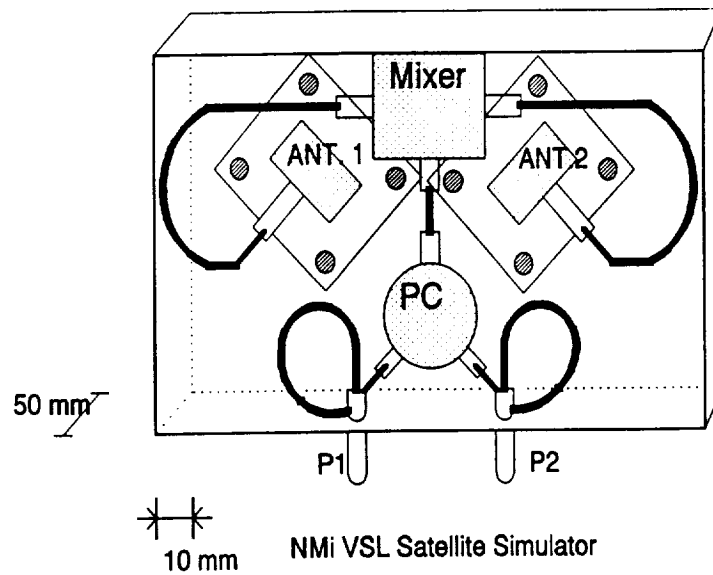 Mixer
ANT. 1
ANT.2
PC
50 mm
P1
P2
10 mm
NMi VSL Satellite Simulator